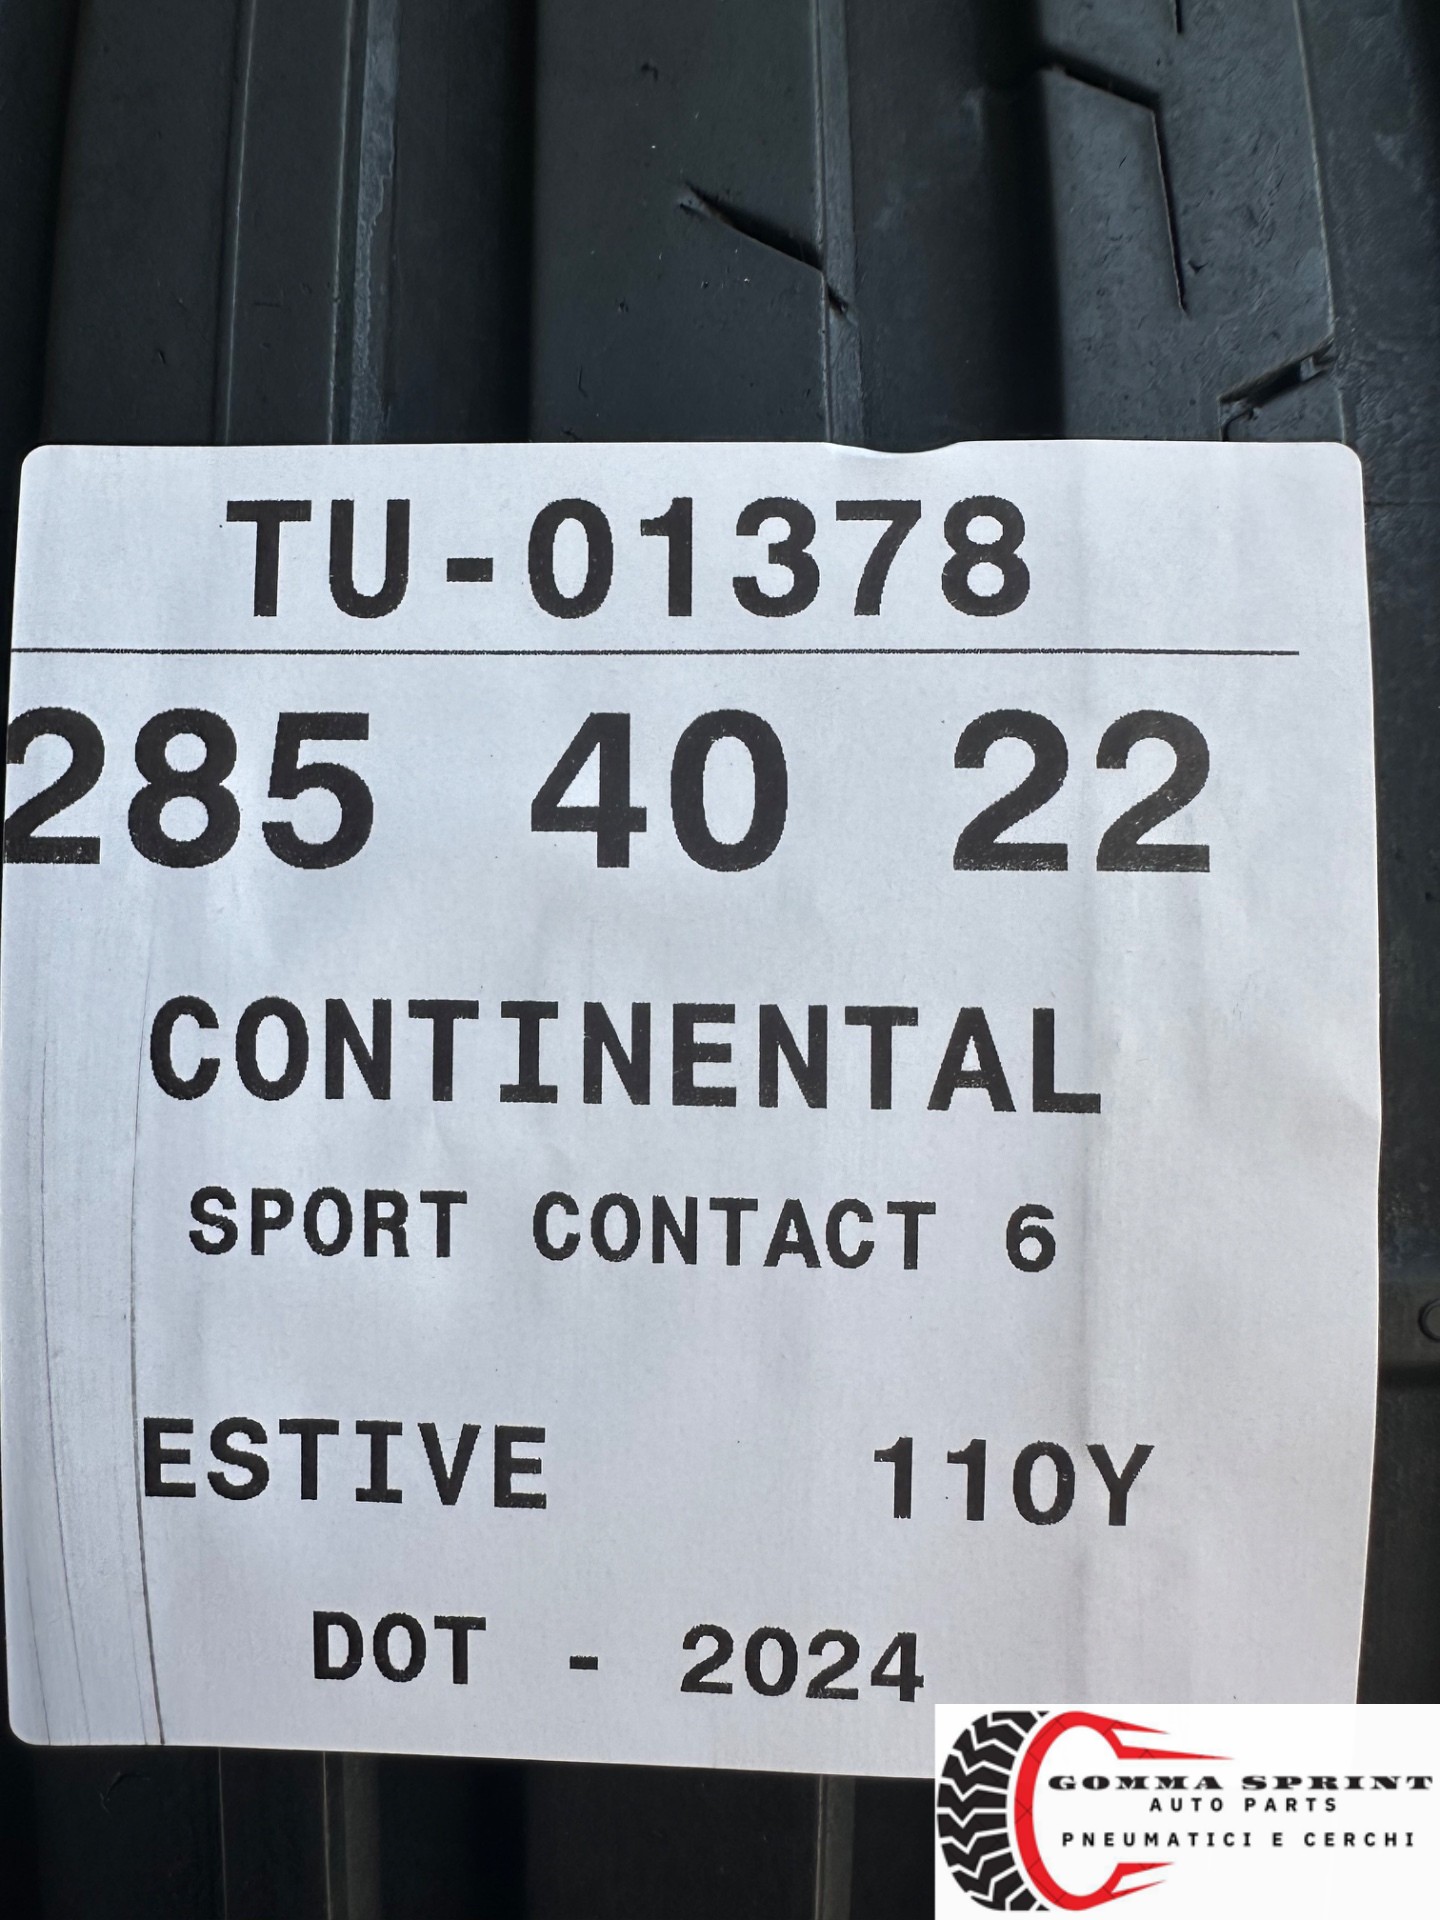 TU-01378
285 40 22
CONTINENTAL
SPORT CONTACT 6
ESTIVE 110Y
DOT - 2024
GOMMA SPRINT
AUTO PARTS
PNEUMATICI E CERCHI